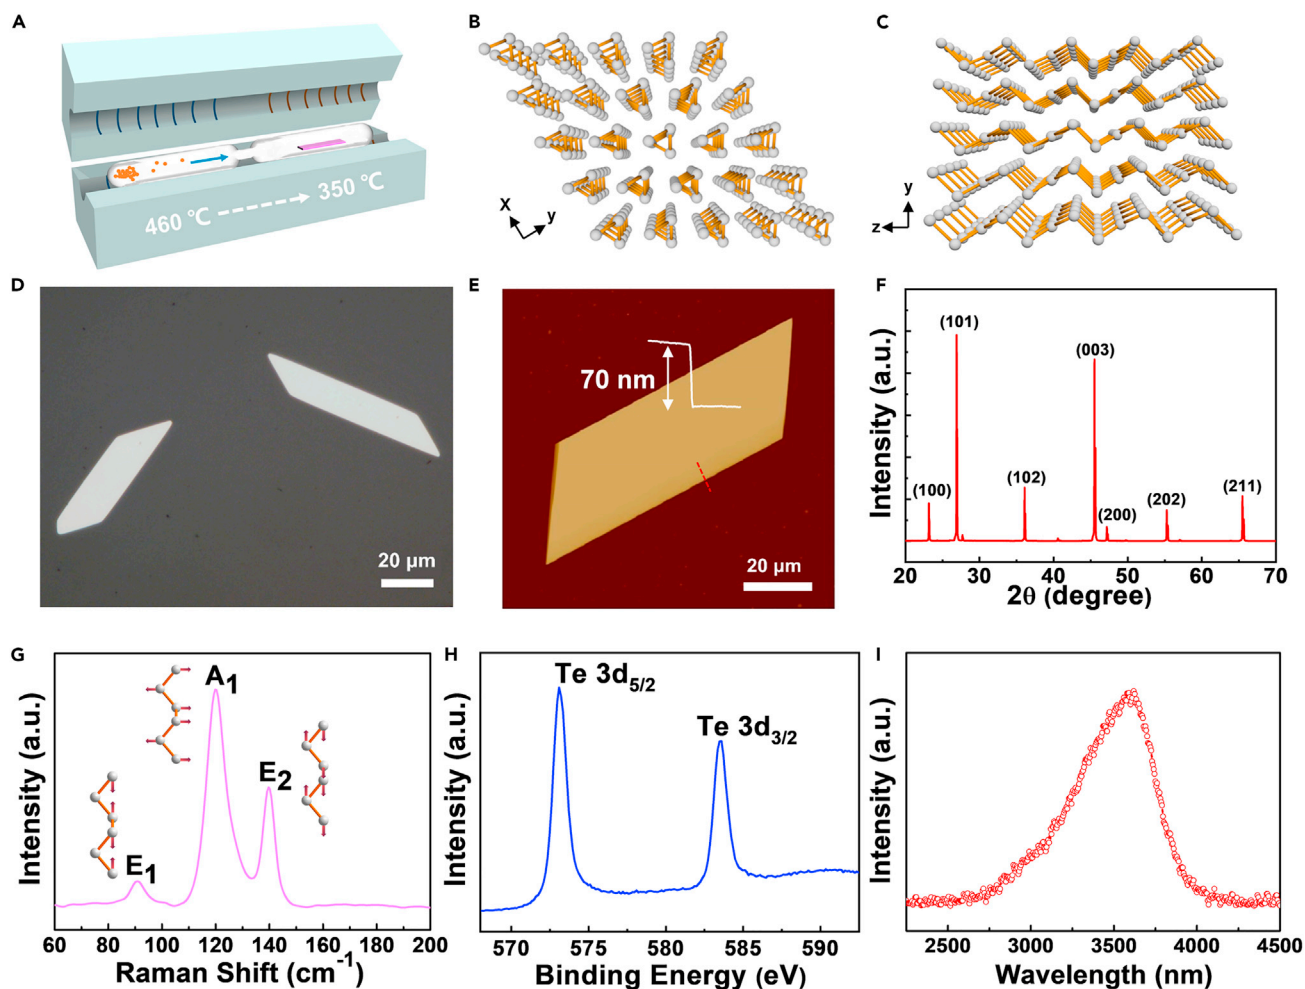 A
460 ℃
350 ℃
B
X
y
C
y
z
D
20 μm
E
70 nm
20 μm
F
Intensity (a.u.)
(100)
(101)
(102)
(003)
(200)
(202)
(211)
20 30 40 50 60 70
2θ (degree)
G
Intensity (a.u.)
E1
A1
E2
60 80 100 120 140 160 180 200
Raman Shift (cm-1)
H
Intensity (a.u.)
Te 3d5/2
Te 3d3/2
570 575 580 585 590
Binding Energy (eV)
I
Intensity (a.u.)
2500 3000 3500 4000 4500
Wavelength (nm)